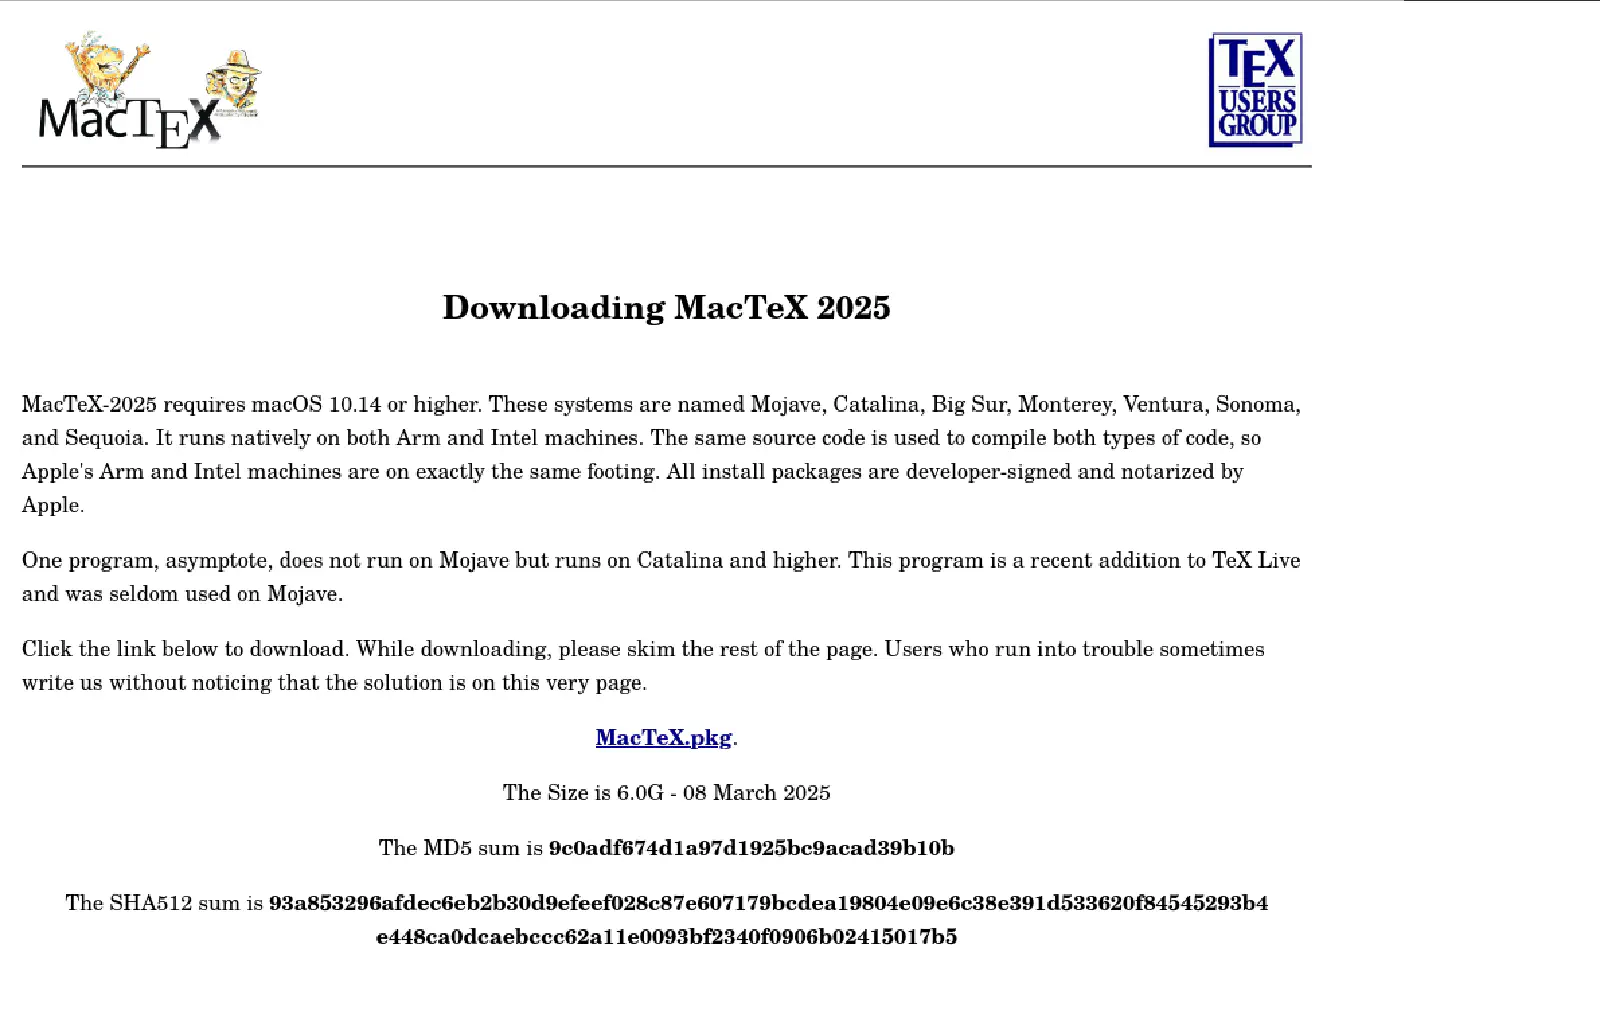 MacTEX
TEX
USERS
GROUP
Downloading MacTeX 2025
MacTeX-2025 requires macOS 10.14 or higher. These systems are named Mojave, Catalina, Big Sur, Monterey, Ventura, Sonoma,
and Sequoia. It runs natively on both Arm and Intel machines. The same source code is used to compile both types of code, so
Apple's Arm and Intel machines are on exactly the same footing. All install packages are developer-signed and notarized by
Apple.
One program, asymptote, does not run on Mojave but runs on Catalina and higher. This program is a recent addition to TeX Live
and was seldom used on Mojave.
Click the link below to download. While downloading, please skim the rest of the page. Users who run into trouble sometimes
write us without noticing that the solution is on this very page.
MacTeX.pkg.
The Size is 6.0G - 08 March 2025
The MD5 sum is 9c0adf674d1a97d1925bc9acad39b10b
The SHA512 sum is 93a853296afdec6eb2b30d9efeef028c87e607179bcdea19804e09e6c38e391d533620f84545293b4
e448ca0dcaebccc62a11e0093bf2340f0906b02415017b5